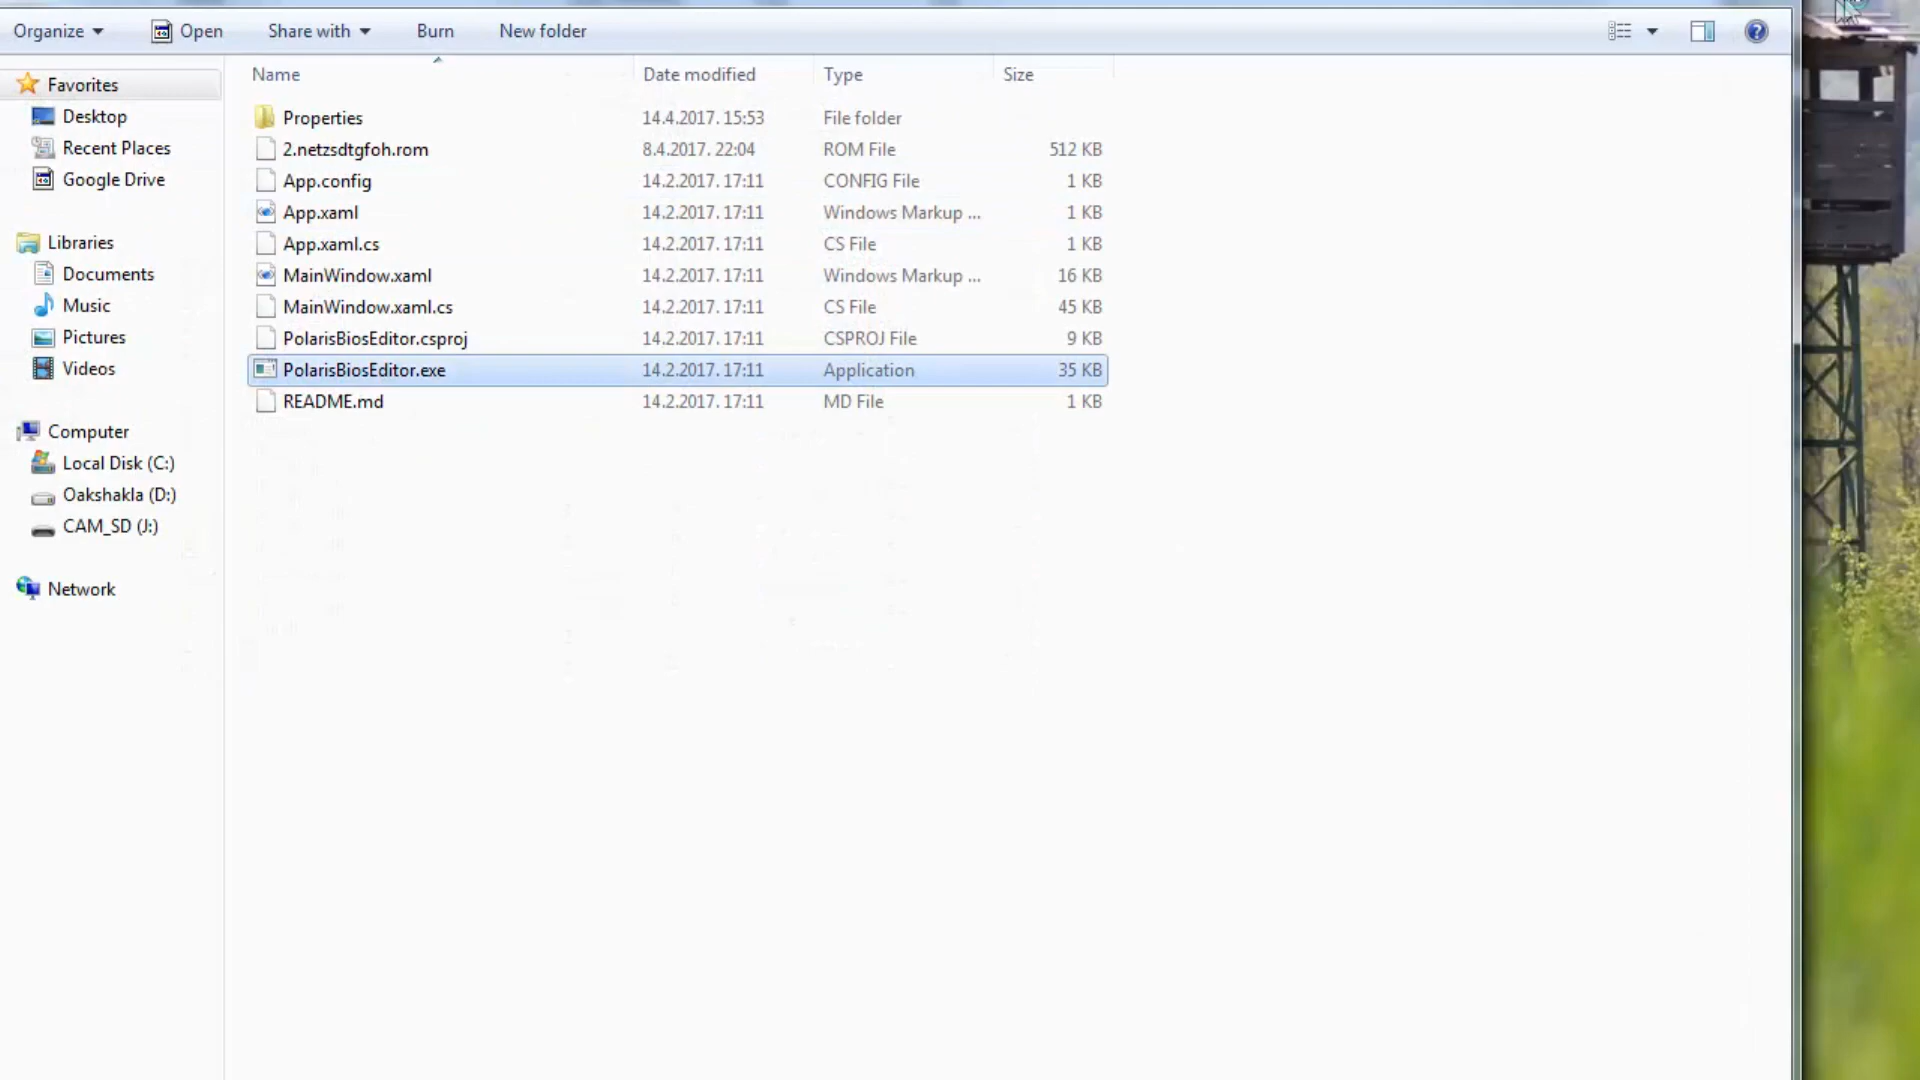 Organize Open Share with Burn New folder
Name Date modified Type Size
Favorites
Desktop
Recent Places
Google Drive
Libraries
Documents
Music
Pictures
Videos
Computer
Local Disk (C:)
Oakshakla (D:)
CAM_SD (J:)
Network
Properties 14.4.2017. 15:53 File folder
2.netzsdtgfoh.rom 8.4.2017. 22:04 ROM File 512 KB
App.config 14.2.2017. 17:11 CONFIG File 1 KB
App.xaml 14.2.2017. 17:11 Windows Markup ... 1 KB
App.xaml.cs 14.2.2017. 17:11 CS File 1 KB
MainWindow.xaml 14.2.2017. 17:11 Windows Markup ... 16 KB
MainWindow.xaml.cs 14.2.2017. 17:11 CS File 45 KB
PolarisBiosEditor.csproj 14.2.2017. 17:11 CSPROJ File 9 KB
PolarisBiosEditor.exe 14.2.2017. 17:11 Application 35 KB
README.md 14.2.2017. 17:11 MD File 1 KB